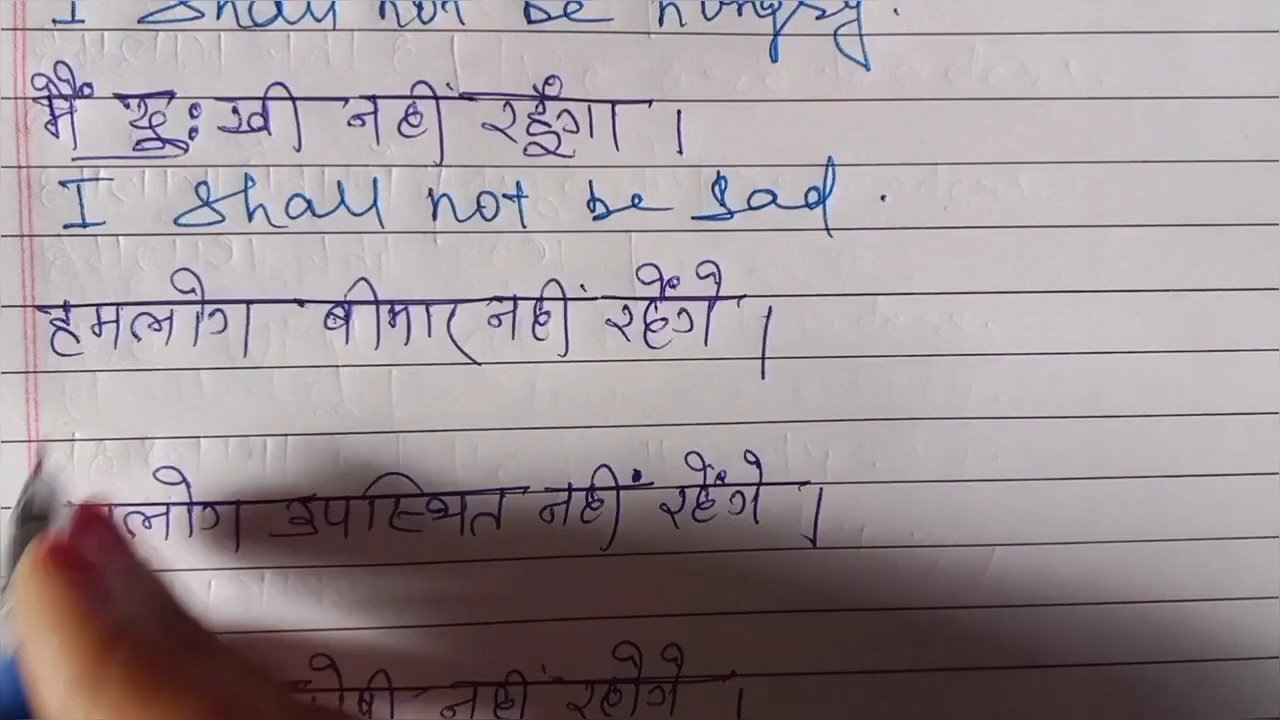 I shall not be hungry.
मैं दुःखी नहीं रहूँगा ।
I shall not be sad .
हमलोग बीमार नहीं रहेंगे ।
लोग उपस्थित नहीं रहेंगे ।
नहीं रहोगे ।